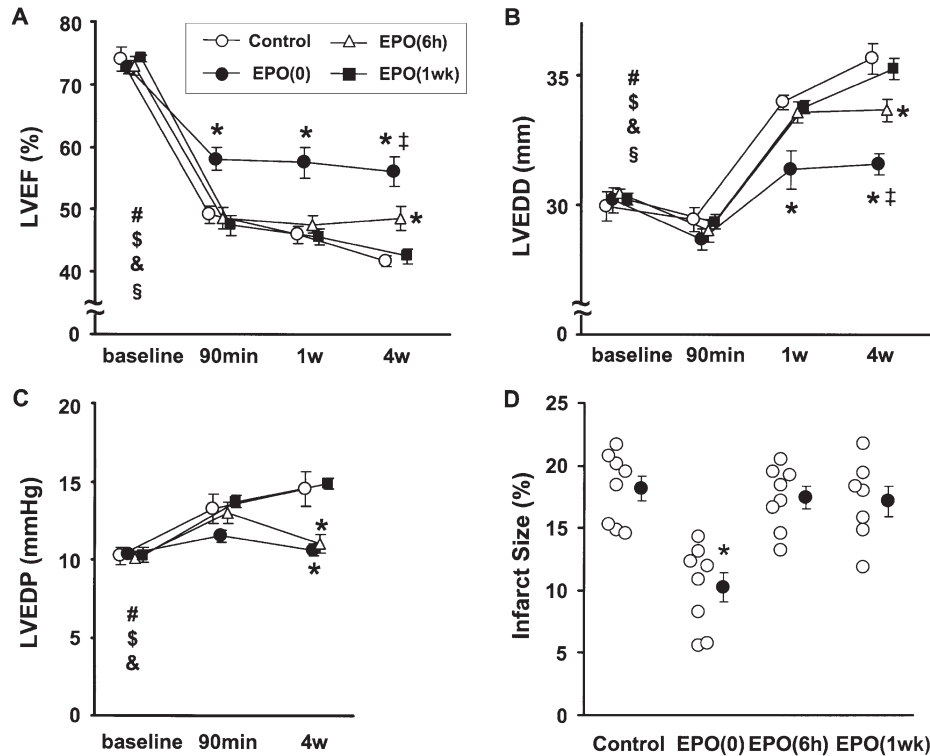 A
80
70
60
50
40
0
LVEF (%)
Control
EPO(6h)
EPO(0)
EPO(1wk)
*
*
* ‡
*
#
$
&
§
baseline 90min 1w 4w
B
35
30
0
LVEDD (mm)
#
$
&
§
*
*
* ‡
baseline 90min 1w 4w
C
20
15
10
5
0
LVEDP (mmHg)
*
*
#
$
&
baseline 90min 4w
D
25
20
15
10
5
0
Infarct Size (%)
*
Control EPO(0) EPO(6h) EPO(1wk)